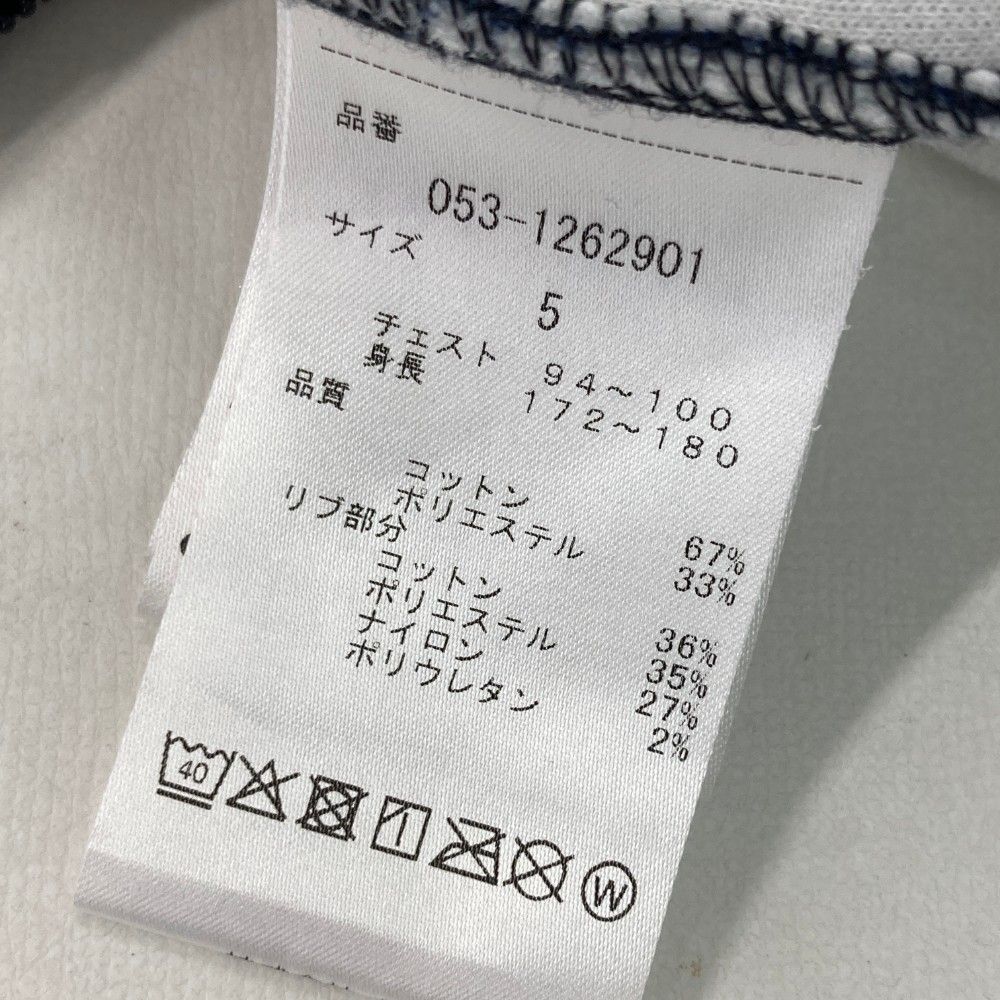 品番
053-1262901
サイズ
5
チェスト 94～100
身長 172～180
品質
コットン 67%
ポリエステル 33%
リブ部分
コットン 36%
ポリエステル 35%
ナイロン 27%
ポリウレタン 2%
40
W